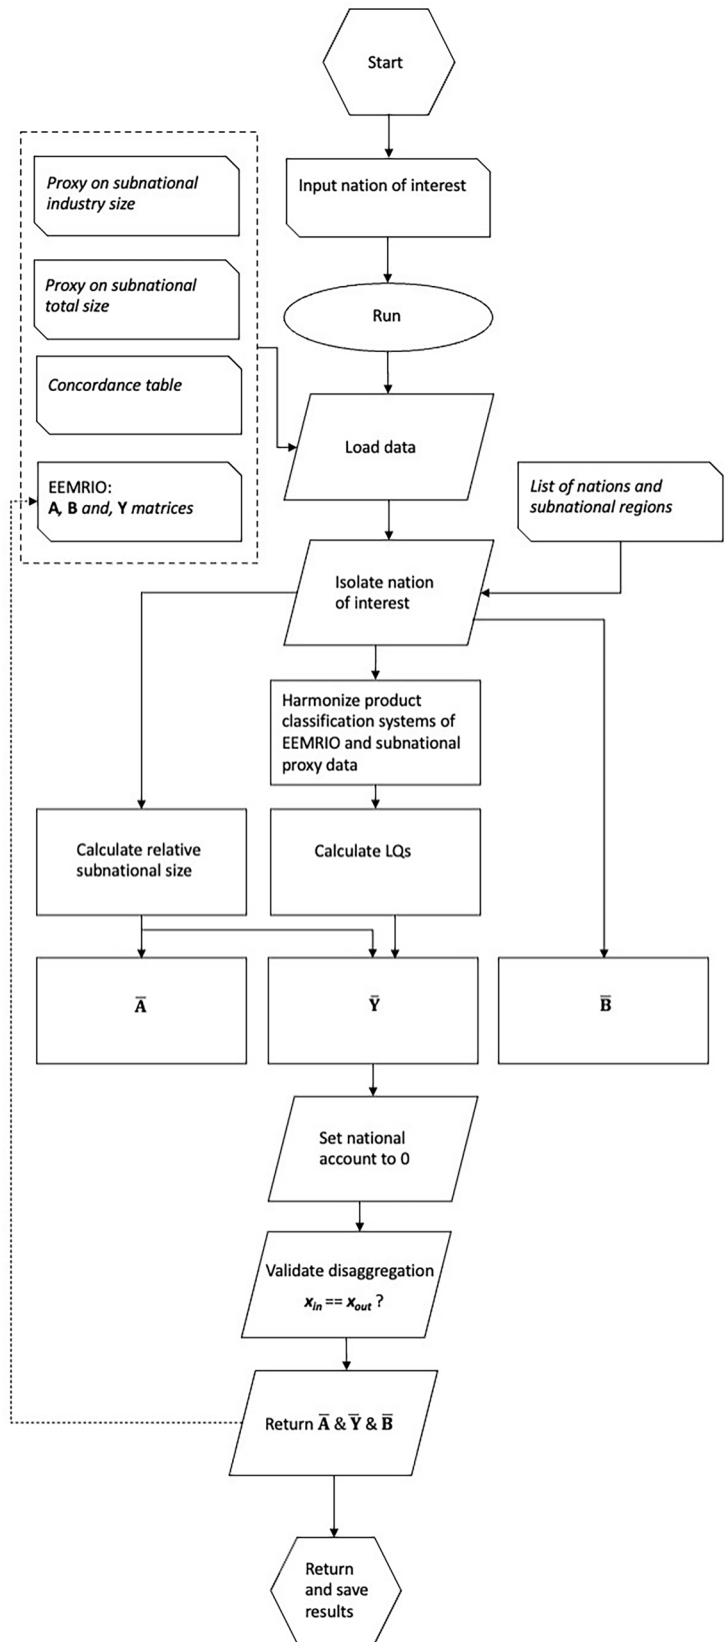 Start
Proxy on subnational
industry size
Input nation of interest
Proxy on subnational
total size
Run
Concordance table
Load data
EEMRIO:
A, B and, Y matrices
List of nations and
subnational regions
Isolate nation
of interest
Harmonize product
classification systems of
EEMRIO and subnational
proxy data
Calculate relative
subnational size
Calculate LQs
A̅
Y̅
B̅
Set national
account to 0
Validate disaggregation
x_in == x_out ?
Return A̅ & Y̅ & B̅
Return
and save
results